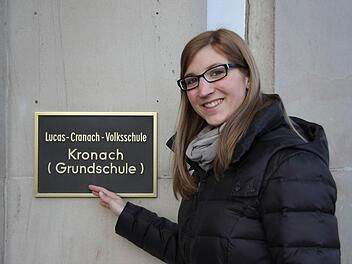 Lucas-Cranach-Volksschule
Kronach
(Grundschule)